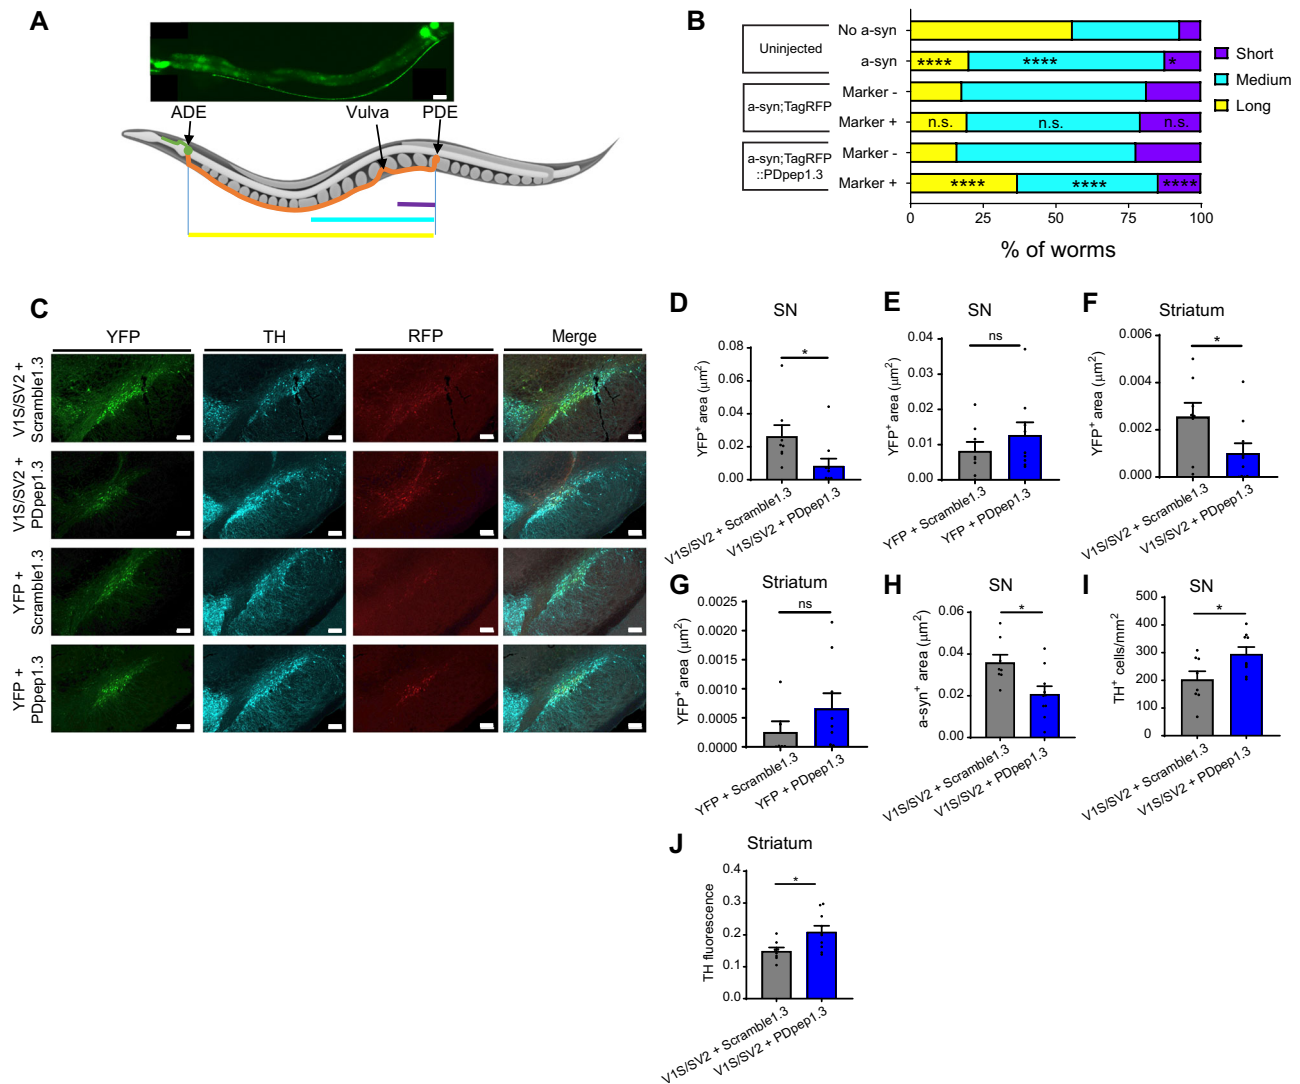 A
ADE
Vulva
PDE
B
Uninjected
a-syn;TagRFP
a-syn;TagRFP
::PDpep1.3
No a-syn
a-syn
Marker -
Marker +
Marker -
Marker +
**** **** *
n.s. n.s. n.s.
**** **** ****
0 25 50 75 100
% of worms
Short
Medium
Long
C
YFP TH RFP Merge
V1S/SV2 +
Scramble1.3
V1S/SV2 +
PDpep1.3
YFP +
Scramble1.3
YFP +
PDpep1.3
D
SN
*
YFP⁺ area (µm²)
0.08
0.06
0.04
0.02
0.00
V1S/SV2 + Scramble1.3
V1S/SV2 + PDpep1.3
E
SN
ns
YFP⁺ area (µm²)
0.04
0.03
0.02
0.01
0.00
YFP + Scramble1.3
YFP + PDpep1.3
F
Striatum
*
YFP⁺ area (µm²)
0.006
0.004
0.002
0.000
V1S/SV2 + Scramble1.3
V1S/SV2 + PDpep1.3
G
Striatum
ns
YFP⁺ area (µm²)
0.0025
0.0020
0.0015
0.0010
0.0005
0.0000
YFP + Scramble1.3
YFP + PDpep1.3
H
SN
*
a-syn⁺ area (µm²)
0.06
0.04
0.02
0.00
V1S/SV2 + Scramble1.3
V1S/SV2 + PDpep1.3
I
SN
*
TH⁺ cells/mm²
500
400
300
200
100
0
V1S/SV2 + Scramble1.3
V1S/SV2 + PDpep1.3
J
Striatum
*
TH fluorescence
0.4
0.3
0.2
0.1
0.0
V1S/SV2 + Scramble1.3
V1S/SV2 + PDpep1.3